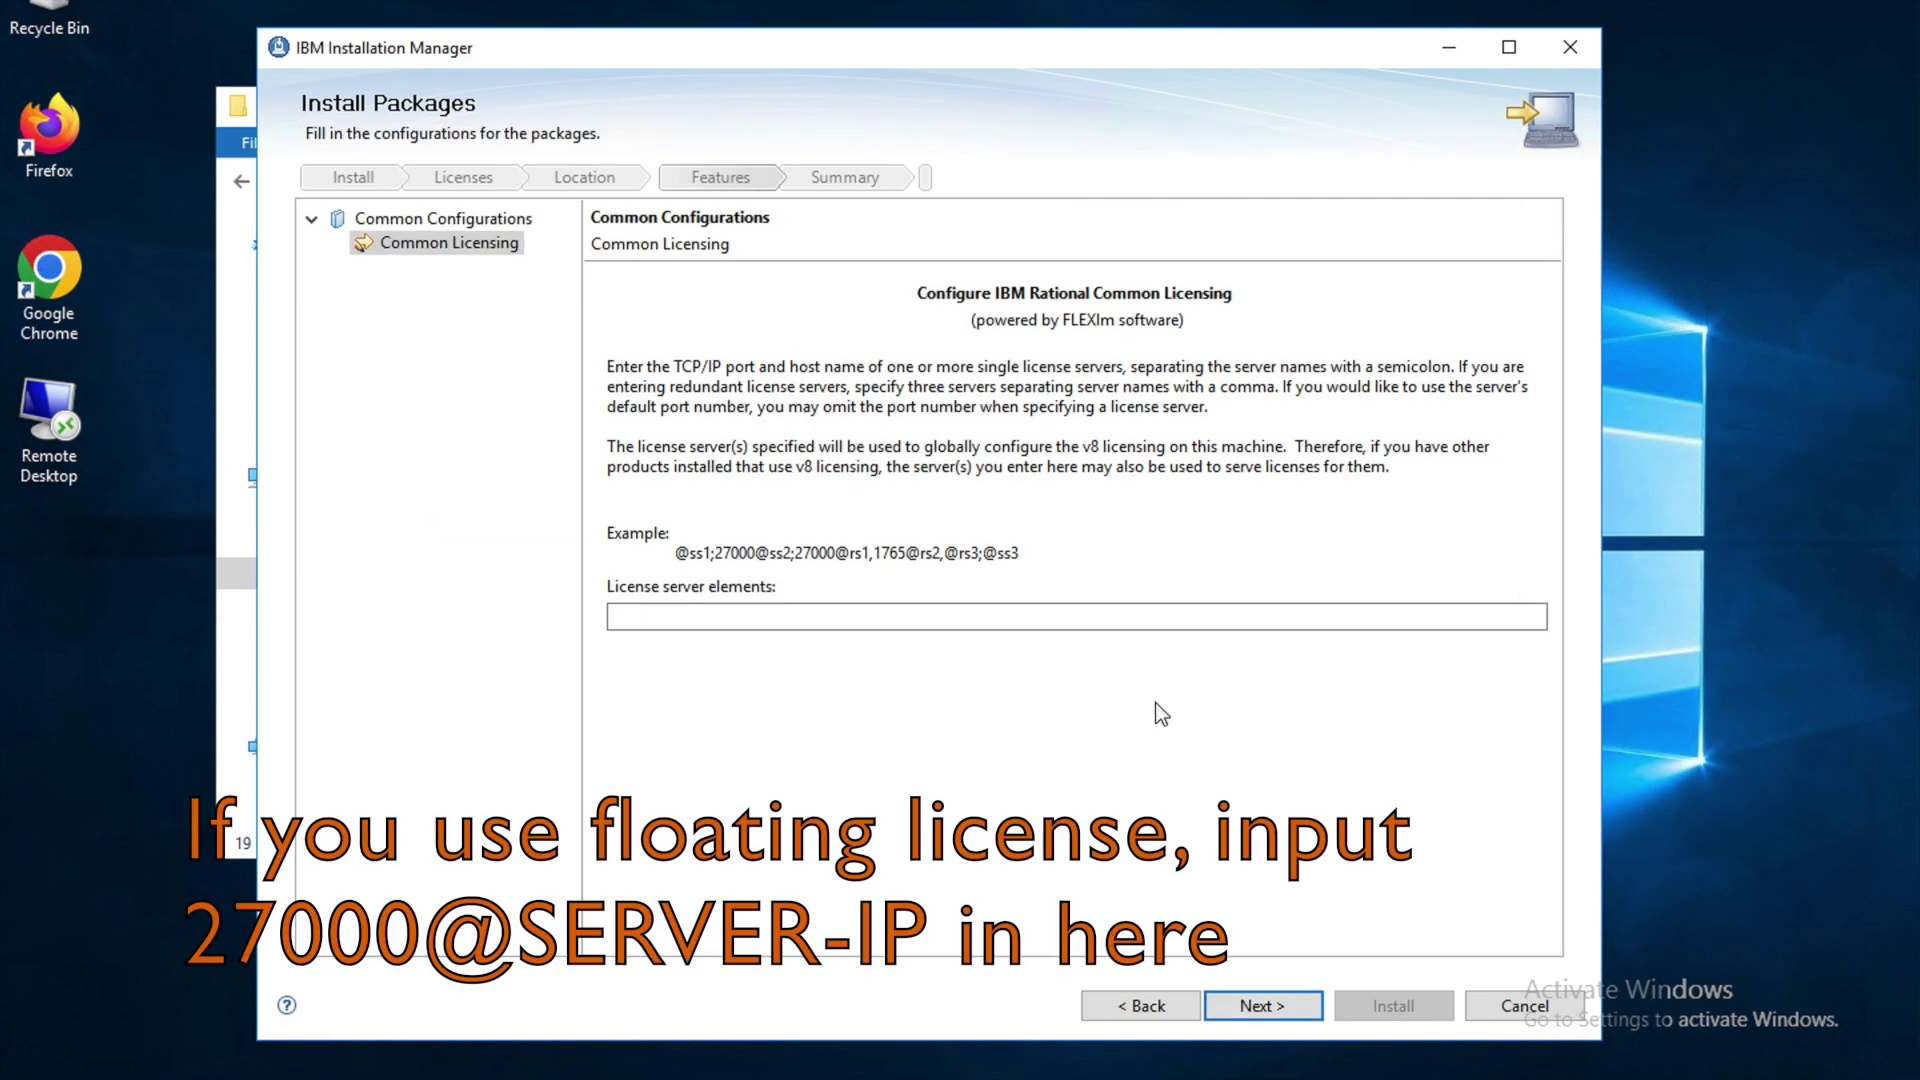 Recycle Bin
Firefox
Google
Chrome
Remote
Desktop
Fil
19
IBM Installation Manager
Install Packages
Fill in the configurations for the packages.
Install
Licenses
Location
Features
Summary
Common Configurations
Common Licensing
Common Configurations
Common Licensing
Configure IBM Rational Common Licensing
(powered by FLEXlm software)
Enter the TCP/IP port and host name of one or more single license servers, separating the server names with a semicolon. If you are
entering redundant license servers, specify three servers separating server names with a comma. If you would like to use the server's
default port number, you may omit the port number when specifying a license server.
The license server(s) specified will be used to globally configure the v8 licensing on this machine.  Therefore, if you have other
products installed that use v8 licensing, the server(s) you enter here may also be used to serve licenses for them.
Example:
@ss1;27000@ss2;27000@rs1,1765@rs2,@rs3;@ss3
License server elements:
If you use floating license, input
27000@SERVER-IP in here
< Back
Next >
Install
Cancel
Activate Windows
Go to Settings to activate Windows.